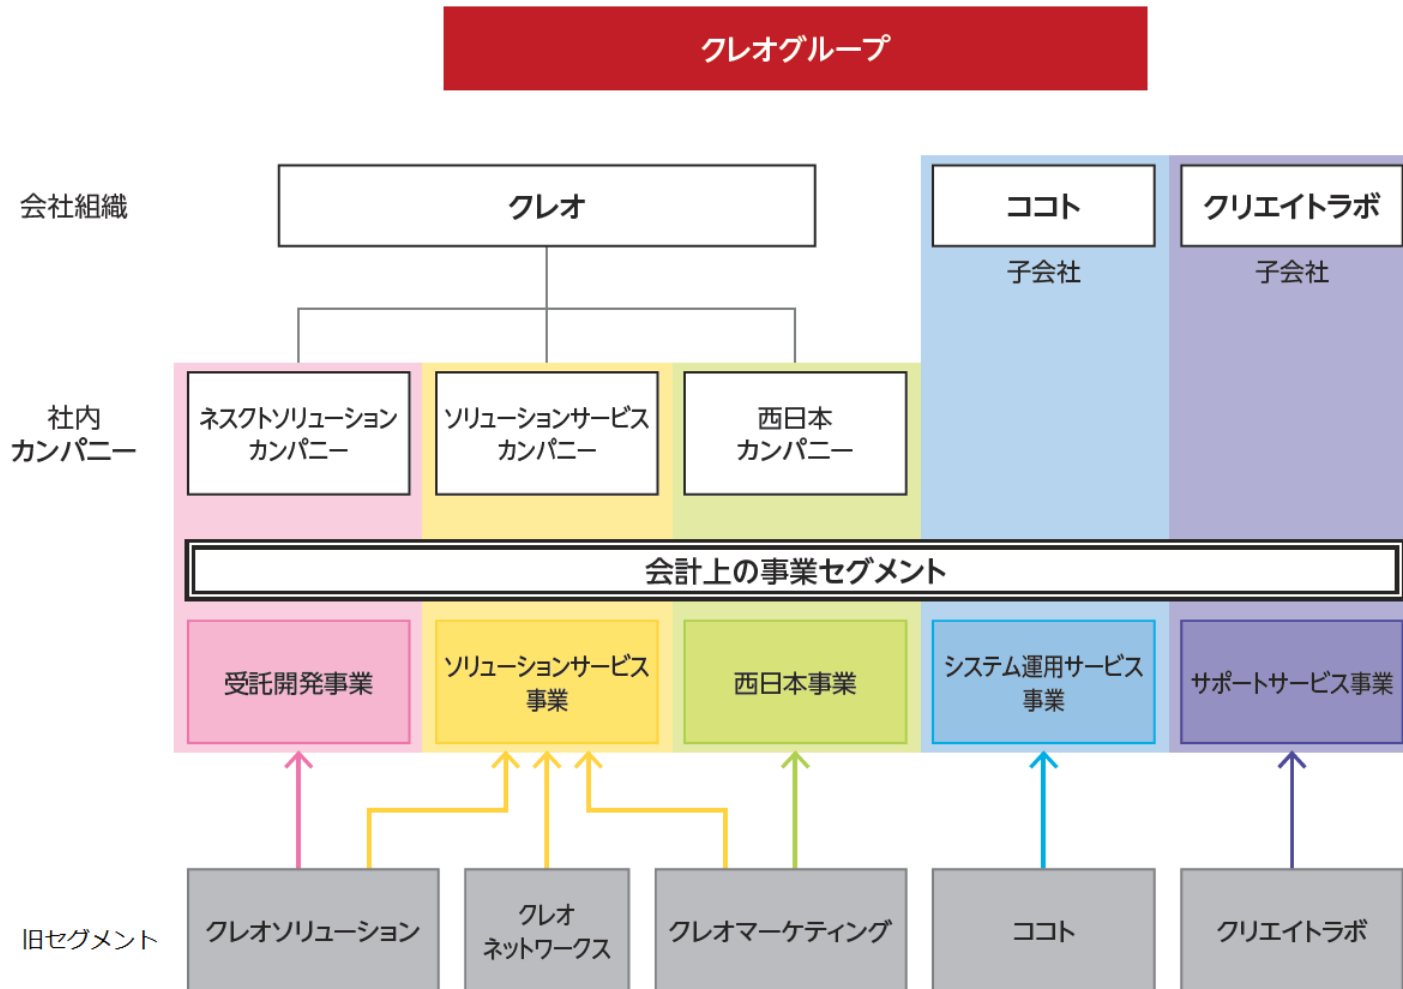 クレオグループ
会社組織
クレオ
ココト
クリエイトラボ
子会社
子会社
社内
カンパニー
ネスクトソリューション
カンパニー
ソリューションサービス
カンパニー
西日本
カンパニー
会計上の事業セグメント
受託開発事業
ソリューションサービス
事業
西日本事業
システム運用サービス
事業
サポートサービス事業
旧セグメント
クレオソリューション
クレオ
ネットワークス
クレオマーケティング
ココト
クリエイトラボ